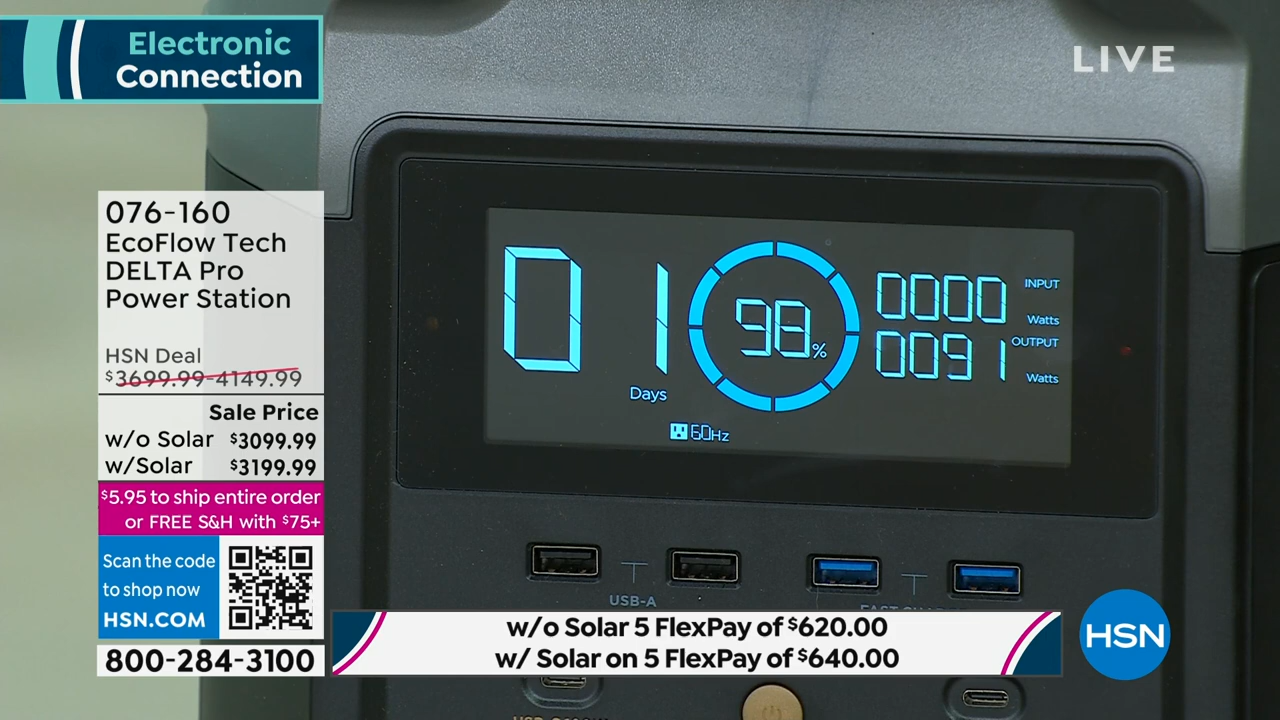 Electronic
Connection
LIVE
076-160
EcoFlow Tech
DELTA Pro
Power Station
HSN Deal
$3699.99-4149.99
Sale Price
w/o Solar $3099.99
w/Solar $3199.99
$5.95 to ship entire order
or FREE S&H with $75+
Scan the code
to shop now
HSN.COM
800-284-3100
01
Days
98%
0000 INPUT
Watts
0091 OUTPUT
Watts
60Hz
USB-A
w/o Solar 5 FlexPay of $620.00
w/ Solar on 5 FlexPay of $640.00
HSN